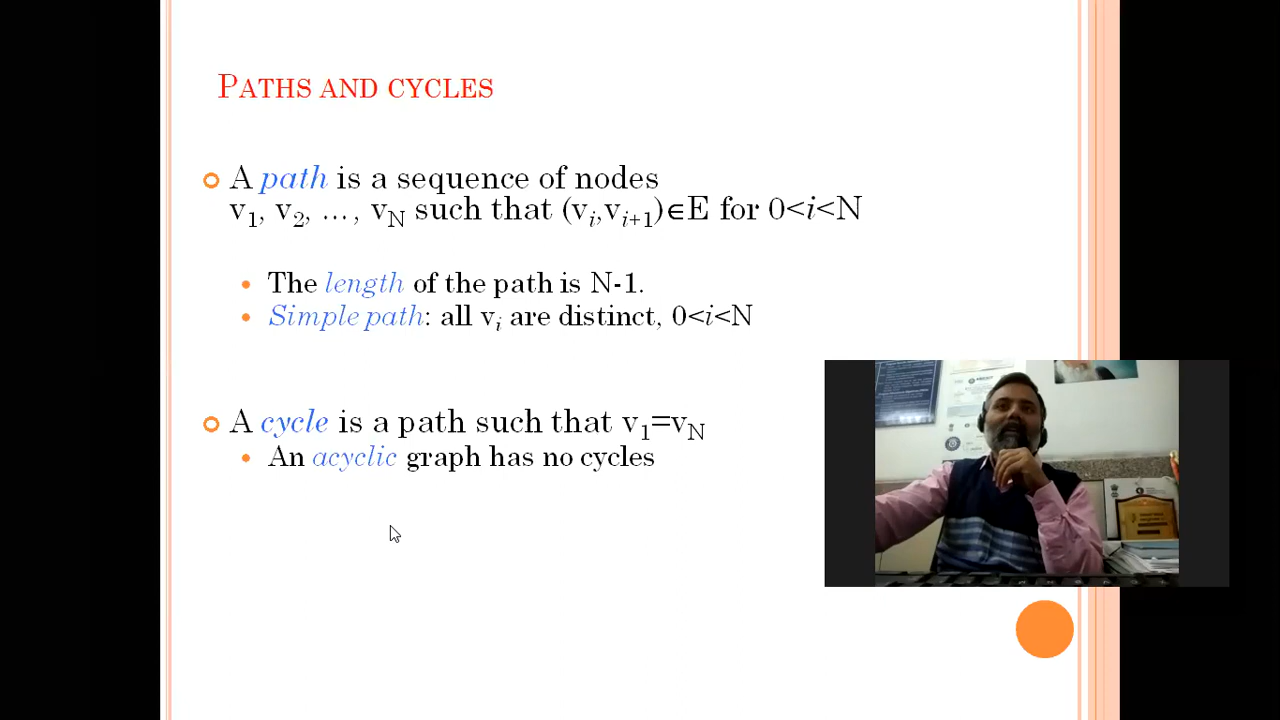 PATHS AND CYCLES
A path is a sequence of nodes
v1, v2, …, vN such that (vi,vi+1)∈E for 0<i<N
The length of the path is N-1.
Simple path: all vi are distinct, 0<i<N
A cycle is a path such that v1=vN
An acyclic graph has no cycles